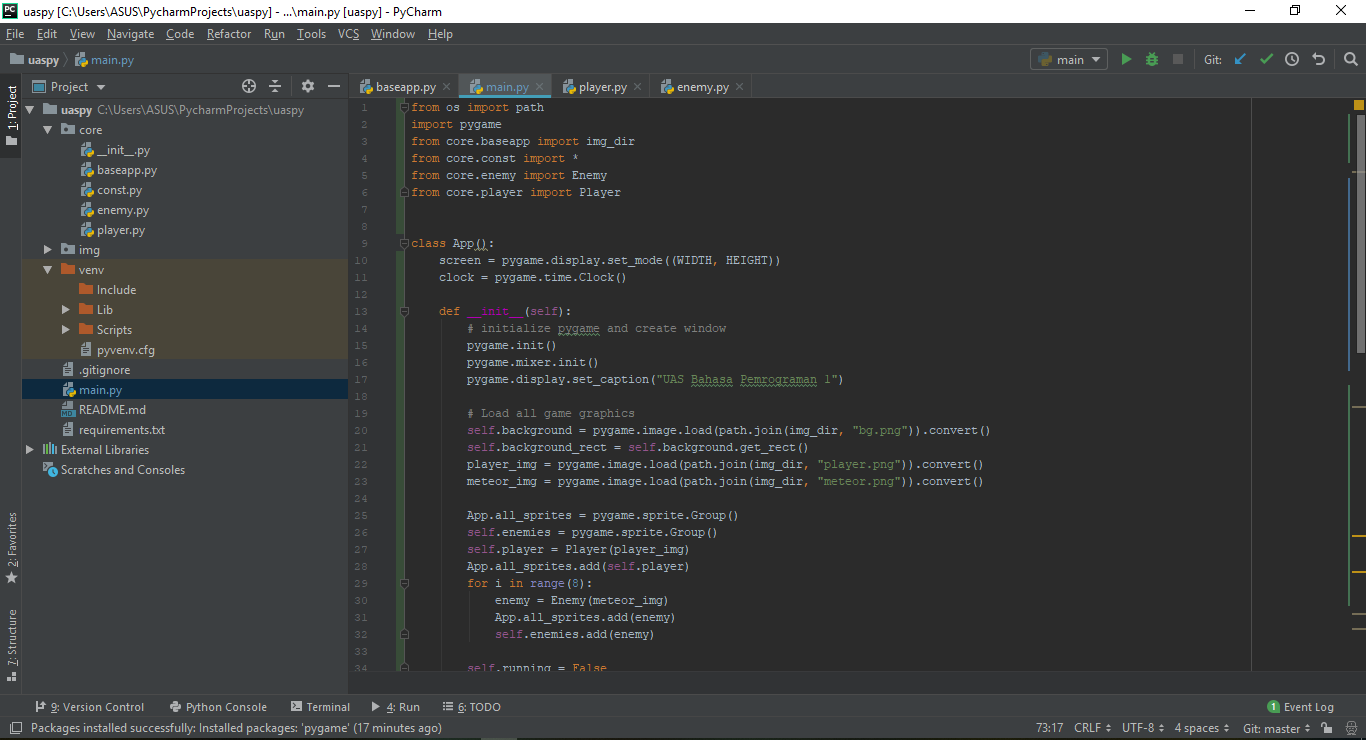 uaspy [C:\Users\ASUS\PycharmProjects\uaspy] - ...\main.py [uaspy] - PyCharm
File Edit View Navigate Code Refactor Run Tools VCS Window Help
uaspy main.py main Git:
1: Project
2: Favorites
7: Structure
Project
uaspy C:\Users\ASUS\PycharmProjects\uaspy
core
__init__.py
baseapp.py
const.py
enemy.py
player.py
img
venv
Include
Lib
Scripts
pyvenv.cfg
.gitignore
main.py
README.md
requirements.txt
External Libraries
Scratches and Consoles
baseapp.py main.py player.py enemy.py
1 from os import path
2 import pygame
3 from core.baseapp import img_dir
4 from core.const import *
5 from core.enemy import Enemy
6 from core.player import Player
7
8
9 class App():
10 screen = pygame.display.set_mode((WIDTH, HEIGHT))
11 clock = pygame.time.Clock()
12
13 def __init__(self):
14 # initialize pygame and create window
15 pygame.init()
16 pygame.mixer.init()
17 pygame.display.set_caption("UAS Bahasa Pemrograman 1")
18
19 # Load all game graphics
20 self.background = pygame.image.load(path.join(img_dir, "bg.png")).convert()
21 self.background_rect = self.background.get_rect()
22 player_img = pygame.image.load(path.join(img_dir, "player.png")).convert()
23 meteor_img = pygame.image.load(path.join(img_dir, "meteor.png")).convert()
24
25 App.all_sprites = pygame.sprite.Group()
26 self.enemies = pygame.sprite.Group()
27 self.player = Player(player_img)
28 App.all_sprites.add(self.player)
29 for i in range(8):
30 enemy = Enemy(meteor_img)
31 App.all_sprites.add(enemy)
32 self.enemies.add(enemy)
33
34 self.running = False
9: Version Control Python Console Terminal 4: Run 6: TODO 1 Event Log
Packages installed successfully: Installed packages: 'pygame' (17 minutes ago) 73:17 CRLF UTF-8 4 spaces Git: master